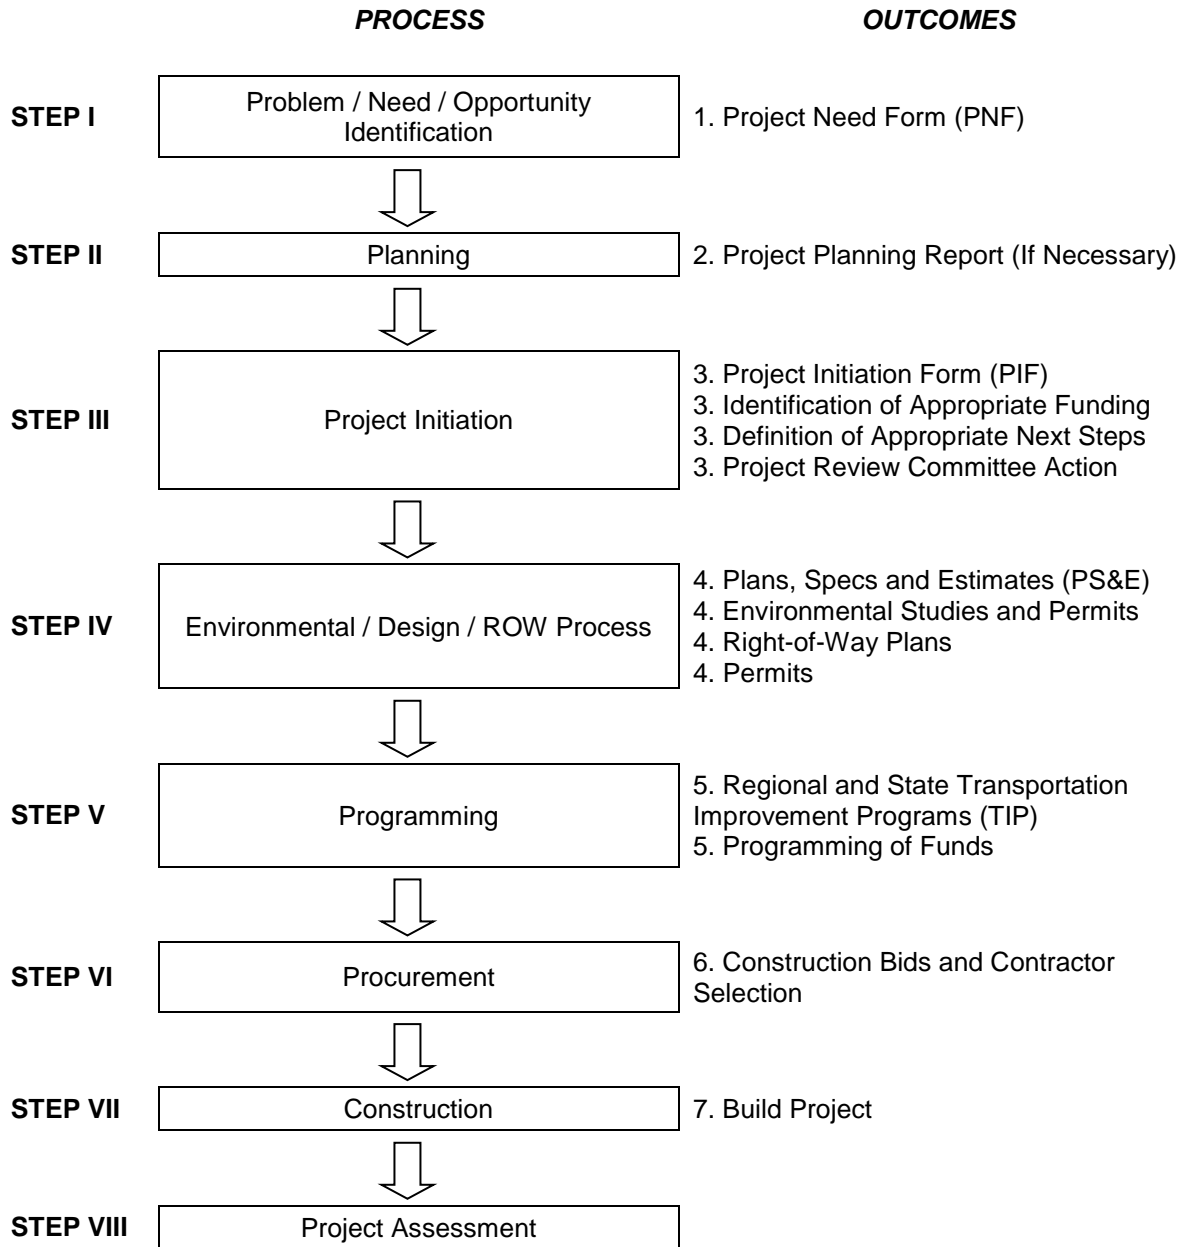 PROCESS OUTCOMES
STEP I
Problem / Need / Opportunity
Identification
1. Project Need Form (PNF)
STEP II
Planning
2. Project Planning Report (If Necessary)
STEP III
Project Initiation
3. Project Initiation Form (PIF)
3. Identification of Appropriate Funding
3. Definition of Appropriate Next Steps
3. Project Review Committee Action
STEP IV
Environmental / Design / ROW Process
4. Plans, Specs and Estimates (PS&E)
4. Environmental Studies and Permits
4. Right-of-Way Plans
4. Permits
STEP V
Programming
5. Regional and State Transportation
Improvement Programs (TIP)
5. Programming of Funds
STEP VI
Procurement
6. Construction Bids and Contractor
Selection
STEP VII
Construction
7. Build Project
STEP VIII
Project Assessment